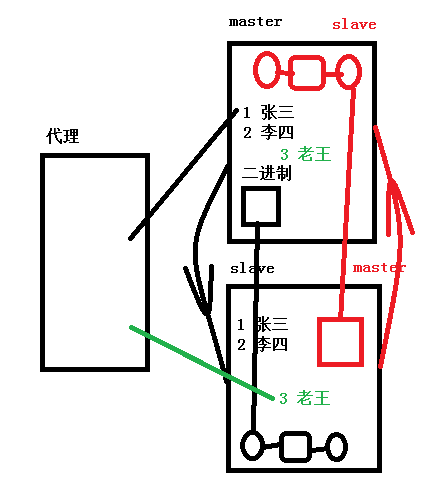 master slave
代理
1 张三
2 李四
3 老王
二进制
slave master
1 张三
2 李四
3 老王